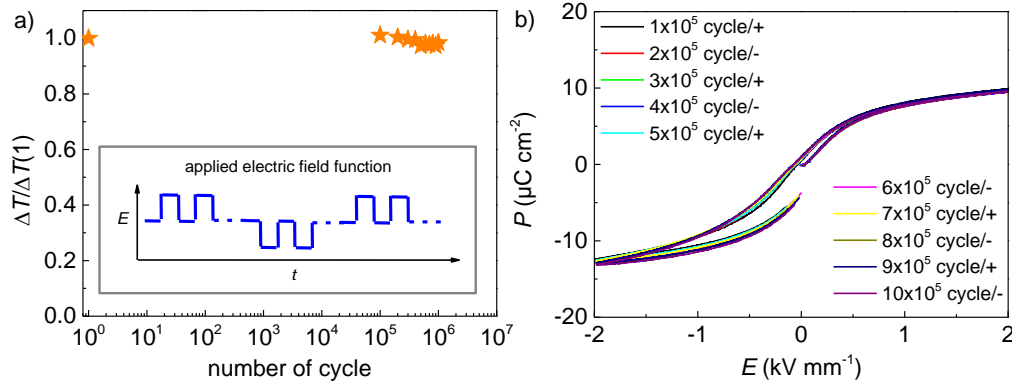 a)
ΔT/ΔT(1)
1.0
0.8
0.6
0.4
0.2
0.0
applied electric field function
E
t
10⁰ 10¹ 10² 10³ 10⁴ 10⁵ 10⁶ 10⁷
number of cycle
b)
P (µC cm⁻²)
20
10
0
-10
-20
1x10⁵ cycle/+
2x10⁵ cycle/-
3x10⁵ cycle/+
4x10⁵ cycle/-
5x10⁵ cycle/+
6x10⁵ cycle/-
7x10⁵ cycle/+
8x10⁵ cycle/-
9x10⁵ cycle/+
10x10⁵ cycle/-
-2 -1 0 1 2
E (kV mm⁻¹)